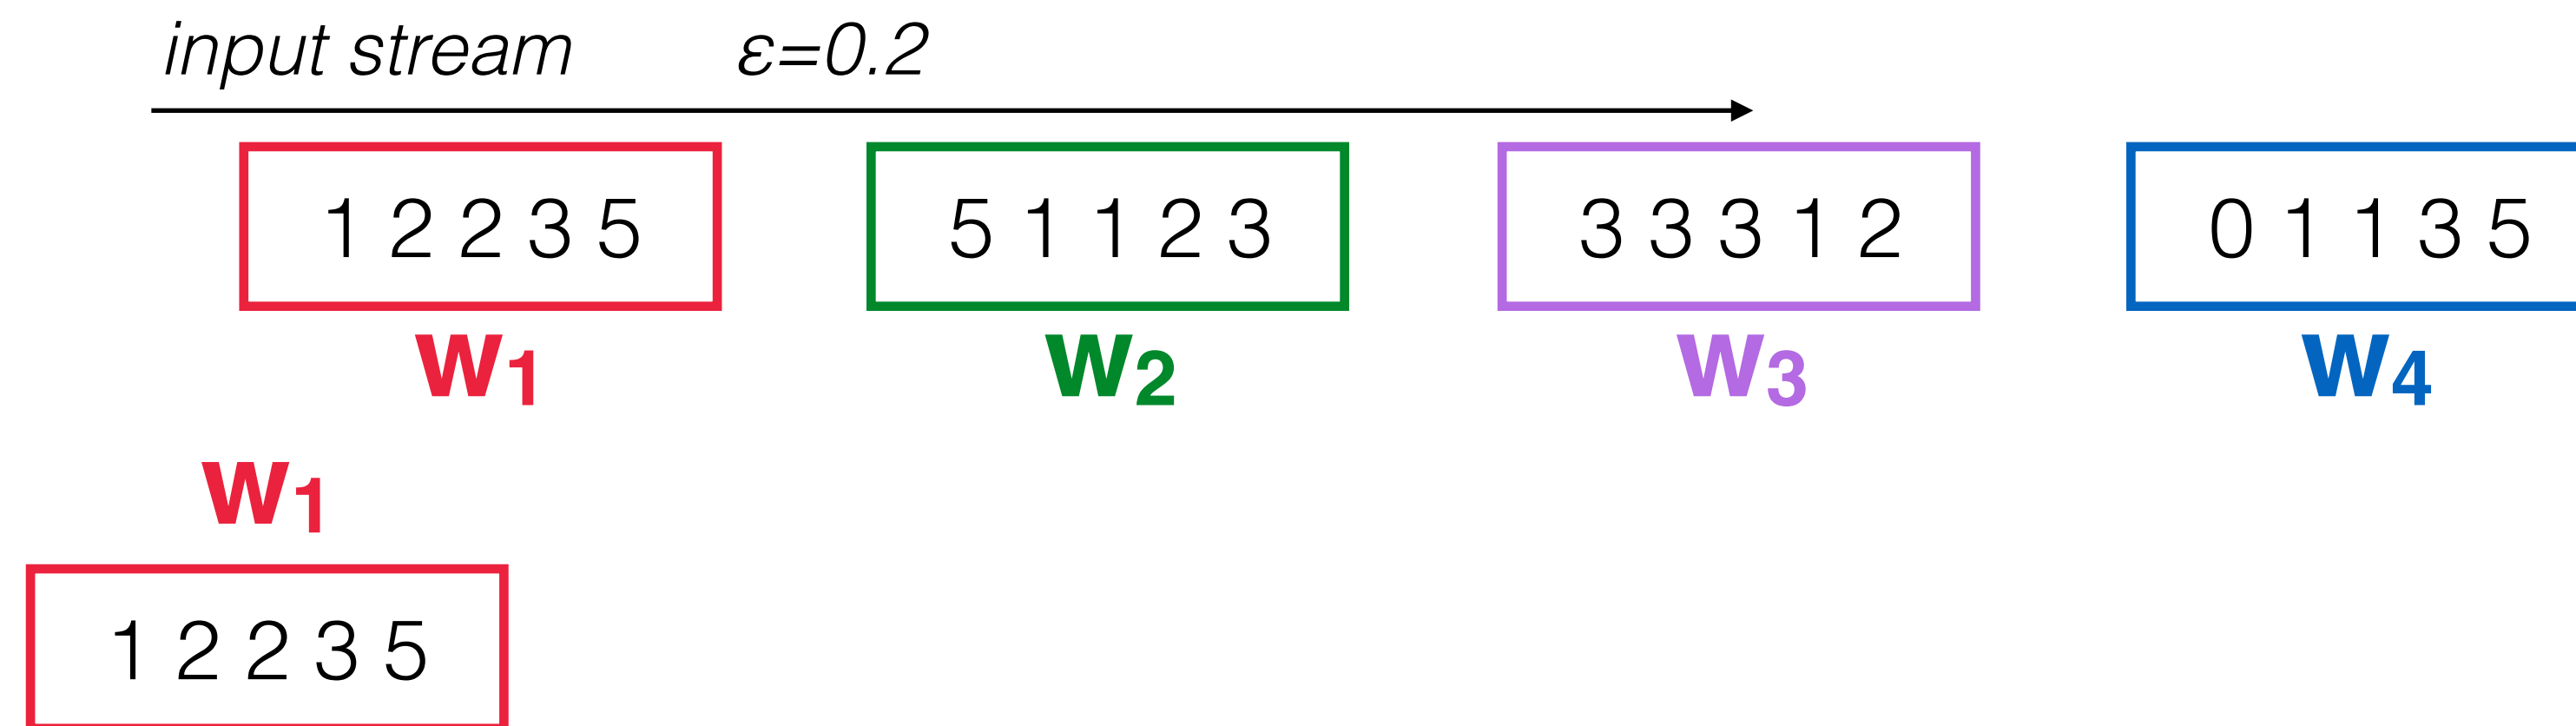 input stream ε=0.2
1 2 2 3 5 5 1 1 2 3 3 3 3 1 2 0 1 1 3 5
w1 w2 w3 w4
w1
1 2 2 3 5